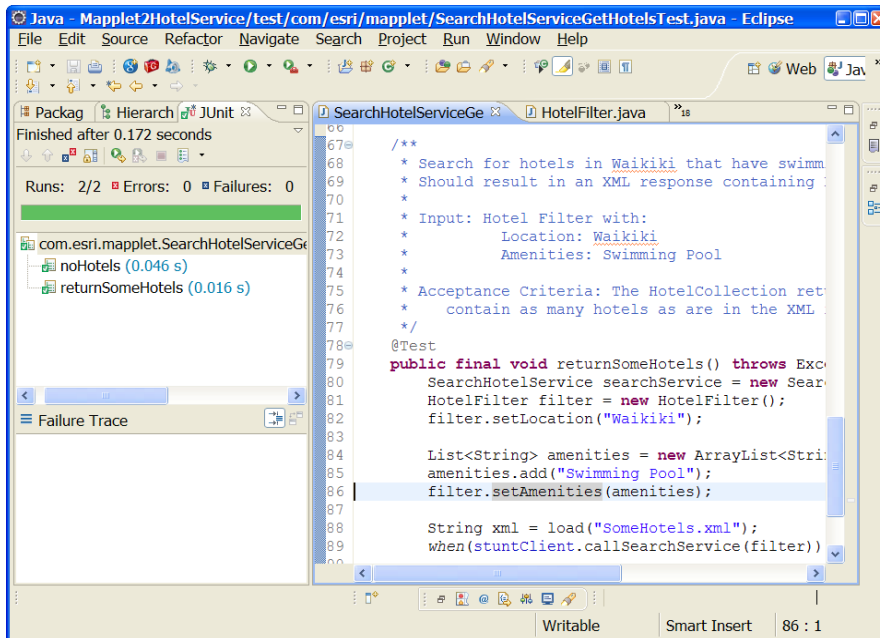 Java - Mapplet2HotelService/test/com/esri/mapplet/SearchHotelServiceGetHotelsTest.java - Eclipse
File Edit Source Refactor Navigate Search Project Run Window Help
Web Jav
Packag Hierarch JUnit
Finished after 0.172 seconds
Runs: 2/2 Errors: 0 Failures: 0
com.esri.mapplet.SearchHotelServiceGe
noHotels (0.046 s)
returnSomeHotels (0.016 s)
Failure Trace
SearchHotelServiceGe HotelFilter.java »18
66
67 /**
68 * Search for hotels in Waikiki that have swimm
69 * Should result in an XML response containing
70 *
71 * Input: Hotel Filter with:
72 * Location: Waikiki
73 * Amenities: Swimming Pool
74 *
75 * Acceptance Criteria: The HotelCollection ret
76 * contain as many hotels as are in the XML
77 */
78 @Test
79 public final void returnSomeHotels() throws Exce
80 SearchHotelService searchService = new Sear
81 HotelFilter filter = new HotelFilter();
82 filter.setLocation("Waikiki");
83
84 List<String> amenities = new ArrayList<Stri
85 amenities.add("Swimming Pool");
86 filter.setAmenities(amenities);
87
88 String xml = load("SomeHotels.xml");
89 when(stuntClient.callSearchService(filter))
90
Writable Smart Insert 86 : 1